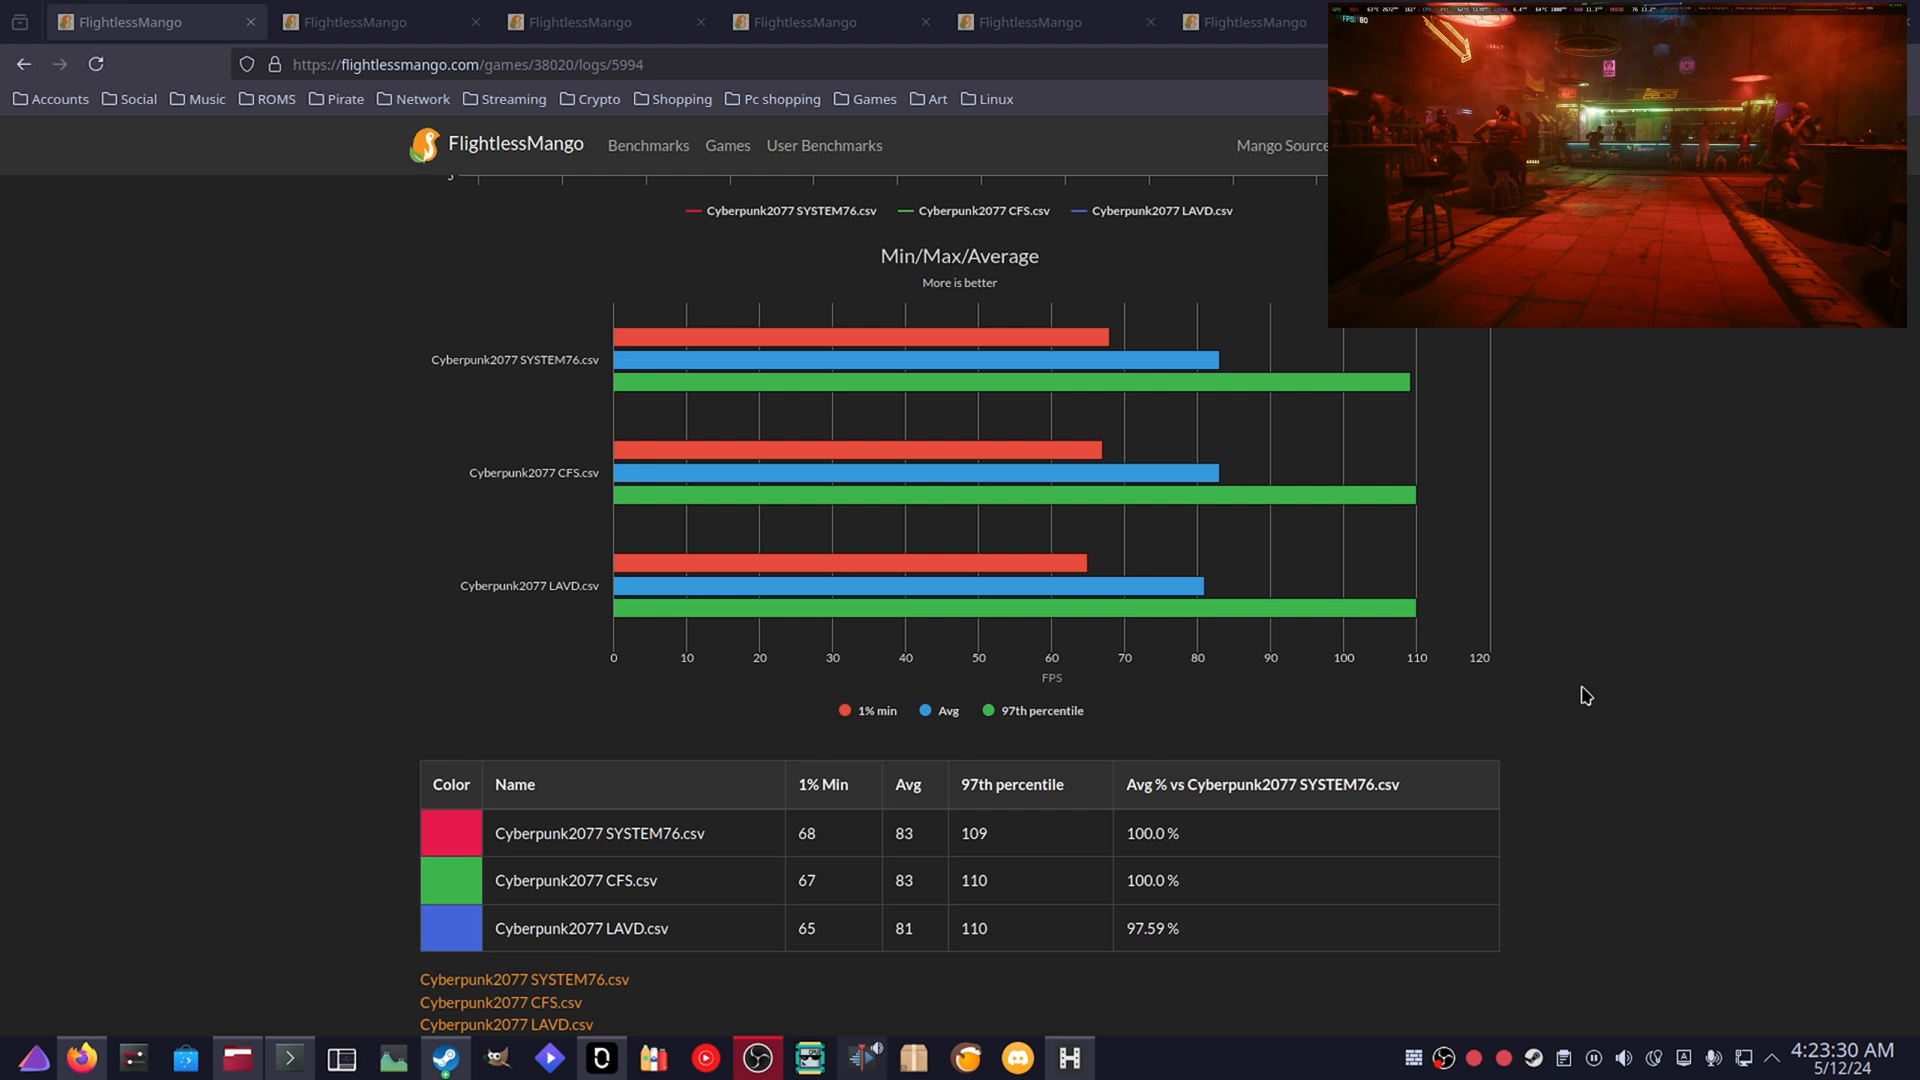 FlightlessMango
FlightlessMango
FlightlessMango
FlightlessMango
FlightlessMango
FlightlessMango
https://flightlessmango.com/games/38020/logs/5994
Accounts Social Music ROMS Pirate Network Streaming Crypto Shopping Pc shopping Games Art Linux
FPS: 80
FlightlessMango Benchmarks Games User Benchmarks Mango Source
Cyberpunk2077 SYSTEM76.csv Cyberpunk2077 CFS.csv Cyberpunk2077 LAVD.csv
Min/Max/Average
More is better
Cyberpunk2077 SYSTEM76.csv
Cyberpunk2077 CFS.csv
Cyberpunk2077 LAVD.csv
0 10 20 30 40 50 60 70 80 90 100 110 120
FPS
1% min Avg 97th percentile
Color Name 1% Min Avg 97th percentile Avg % vs Cyberpunk2077 SYSTEM76.csv
Cyberpunk2077 SYSTEM76.csv 68 83 109 100.0 %
Cyberpunk2077 CFS.csv 67 83 110 100.0 %
Cyberpunk2077 LAVD.csv 65 81 110 97.59 %
Cyberpunk2077 SYSTEM76.csv
Cyberpunk2077 CFS.csv
Cyberpunk2077 LAVD.csv
4:23:30 AM
5/12/24